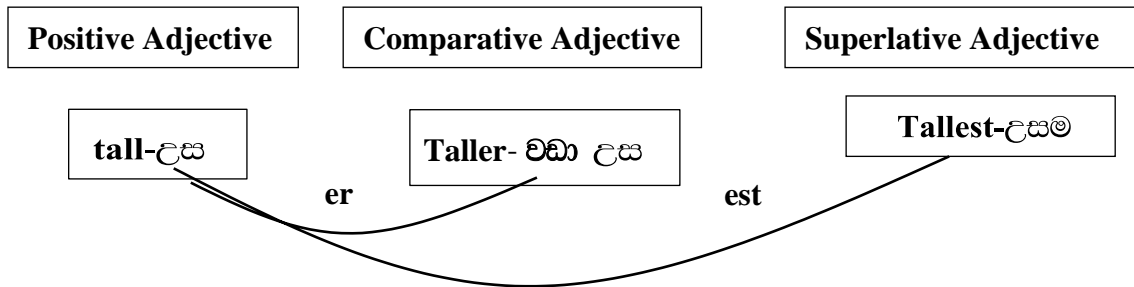 Positive Adjective
Comparative Adjective
Superlative Adjective
tall-උස
Taller- වඩා උස
Tallest-උසම
er
est